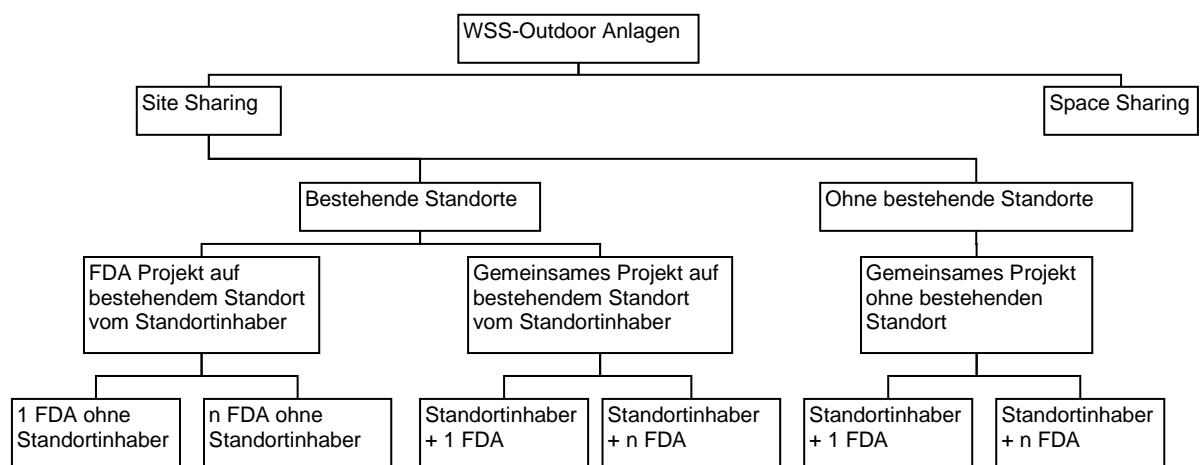 WSS-Outdoor Anlagen
Site Sharing
Space Sharing
Bestehende Standorte
Ohne bestehende Standorte
FDA Projekt auf
bestehendem Standort
vom Standortinhaber
Gemeinsames Projekt auf
bestehendem Standort
vom Standortinhaber
Gemeinsames Projekt
ohne bestehenden
Standort
1 FDA ohne
Standortinhaber
n FDA ohne
Standortinhaber
Standortinhaber
+ 1 FDA
Standortinhaber
+ n FDA
Standortinhaber
+ 1 FDA
Standortinhaber
+ n FDA